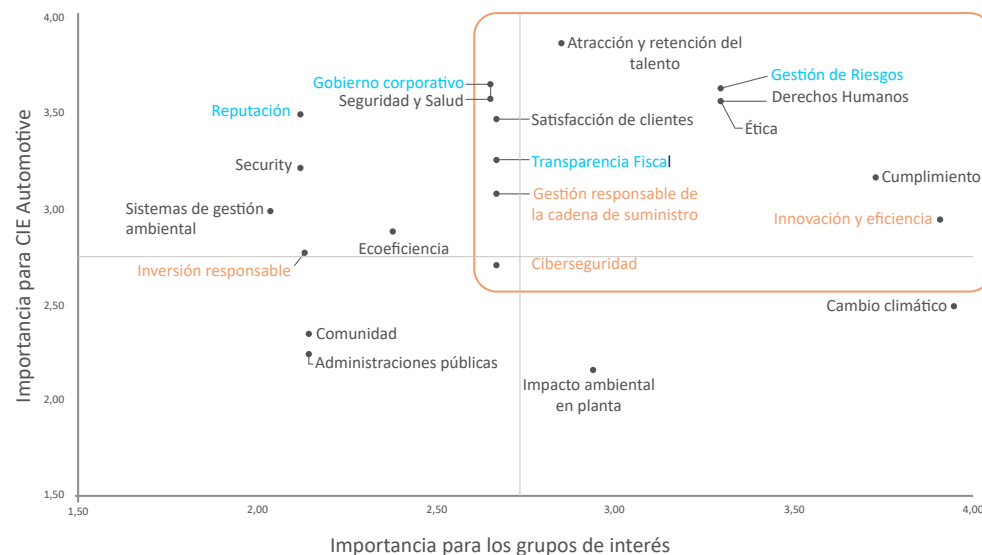 4,00
Atracción y retención del
talento
Gobierno corporativo
Gestión de Riesgos
Seguridad y Salud
Derechos Humanos
Reputación
3,50
Satisfacción de clientes
Ética
Security
Transparencia Fiscal
Cumplimiento
Gestión responsable de
la cadena de suministro
Sistemas de gestión
ambiental
3,00
Innovación y eficiencia
Ecoeficiencia
Inversión responsable
Ciberseguridad
Importancia para CIE Automotive
2,50
Cambio climático
Comunidad
Administraciones públicas
Impacto ambiental
en planta
2,00
1,50
1,50
2,00
2,50
3,00
3,50
4,00
Importancia para los grupos de interés